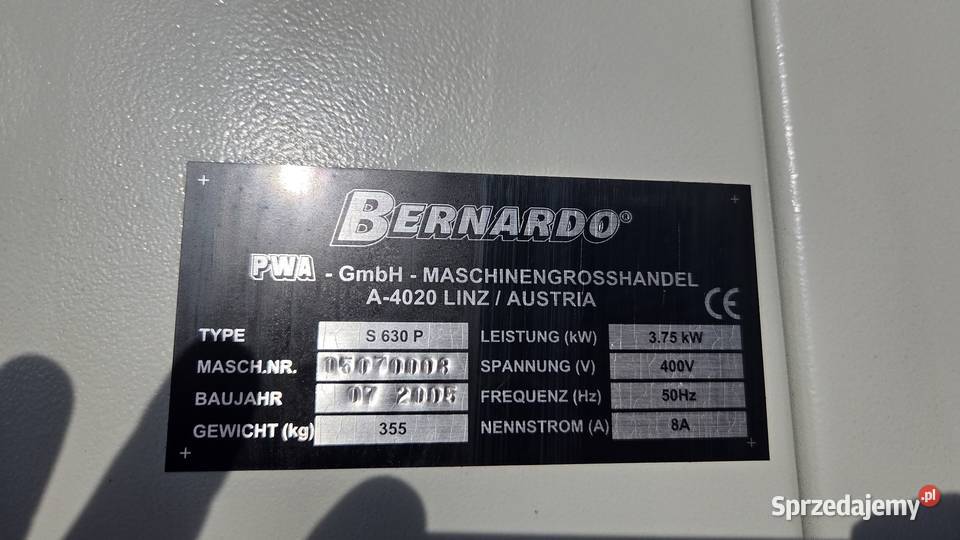 BERNARDO®
PWA - GmbH - MASCHINENGROSSHANDEL
A-4020 LINZ / AUSTRIA
CE
TYPE S 630 P LEISTUNG (kW) 3.75 kW
MASCH.NR. 05070008 SPANNUNG (V) 400V
BAUJAHR 07 2005 FREQUENZ (Hz) 50Hz
GEWICHT (kg) 355 NENNSTROM (A) 8A
Sprzedajemy.pl